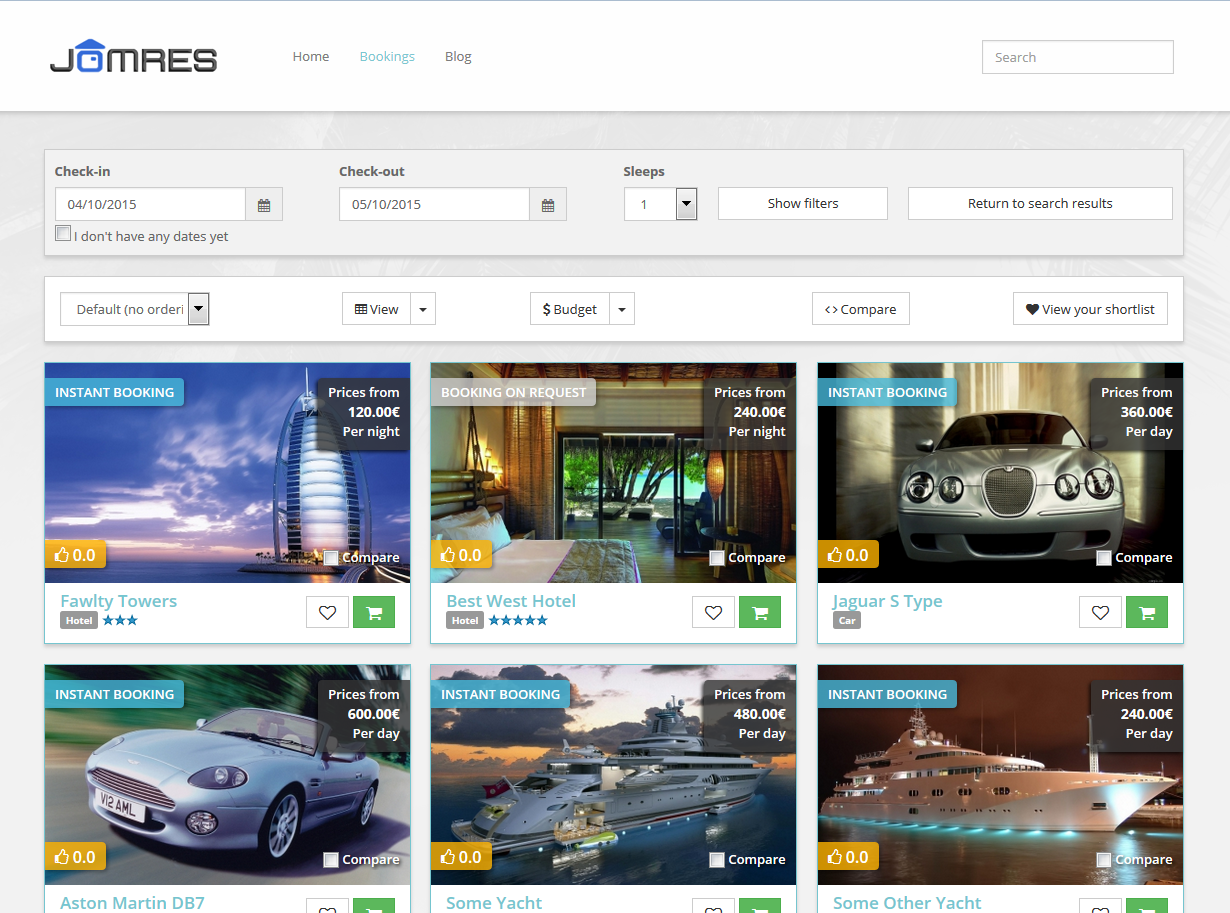 JOMRES
Home
Bookings
Blog
Search
Check-in
Check-out
Sleeps
04/10/2015
05/10/2015
1
Show filters
Return to search results
I don't have any dates yet
Default (no orderi
View
$ Budget
<> Compare
View your shortlist
INSTANT BOOKING
Prices from
120.00€
Per night
0.0
Compare
Fawlty Towers
Hotel
BOOKING ON REQUEST
Prices from
240.00€
Per night
0.0
Compare
Best West Hotel
Hotel
INSTANT BOOKING
Prices from
360.00€
Per day
0.0
Compare
Jaguar S Type
Car
INSTANT BOOKING
Prices from
600.00€
Per day
V12 AML
0.0
Compare
Aston Martin DB7
INSTANT BOOKING
Prices from
480.00€
Per day
0.0
Compare
Some Yacht
INSTANT BOOKING
Prices from
240.00€
Per day
0.0
Compare
Some Other Yacht